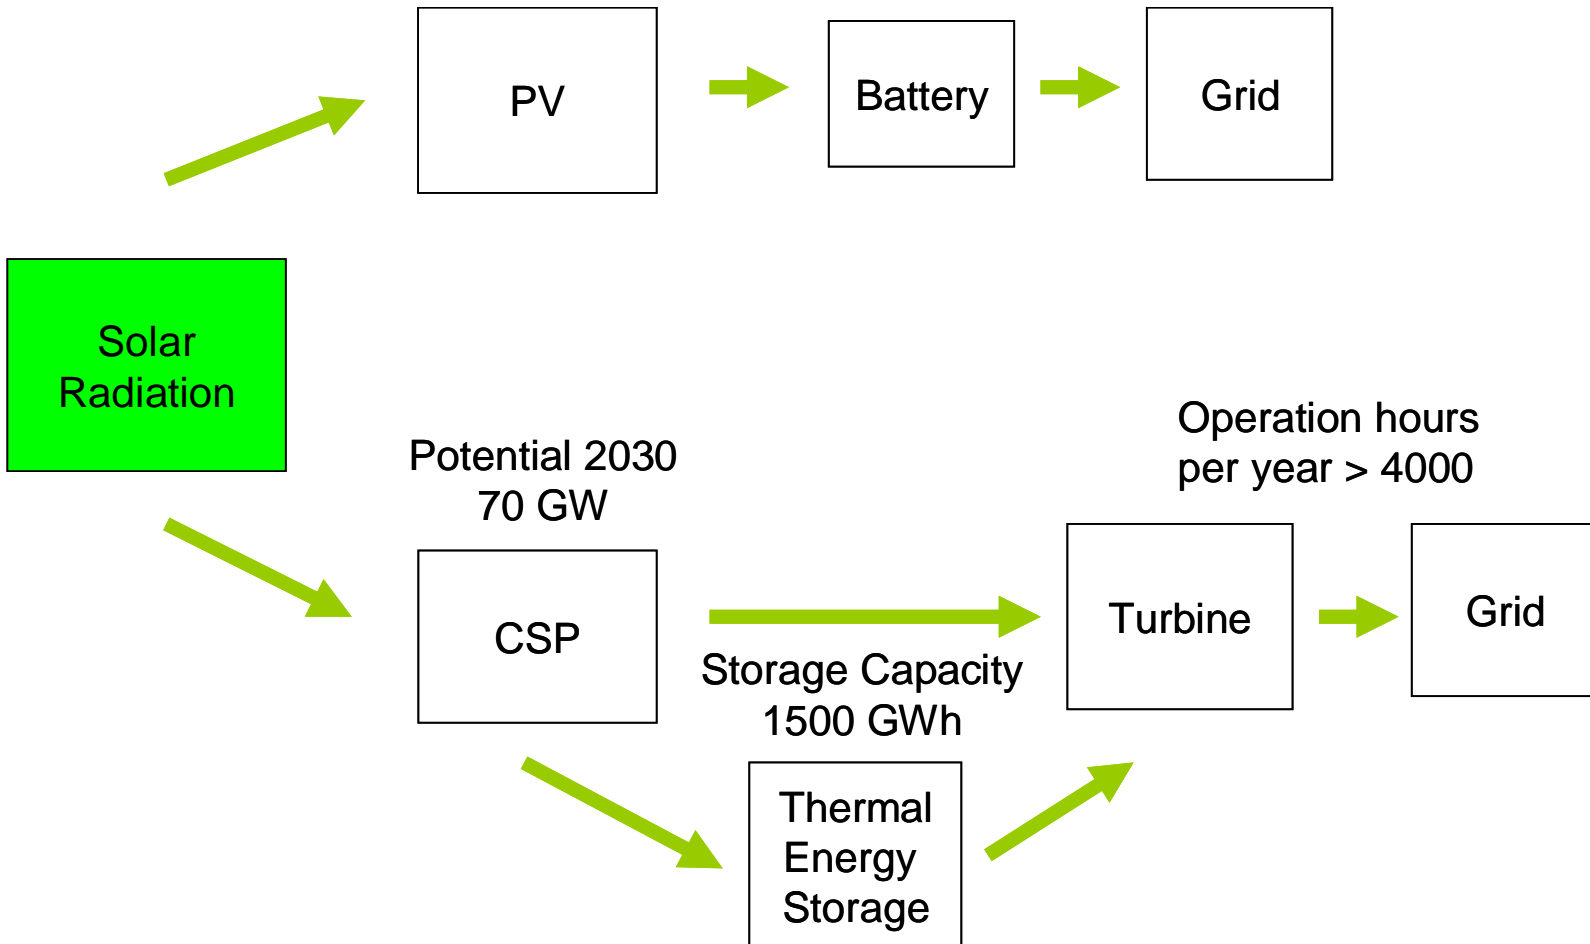 PV
Battery
Grid
Solar
Radiation
Potential 2030
70 GW
Operation hours
per year > 4000
CSP
Turbine
Grid
Storage Capacity
1500 GWh
Thermal
Energy
Storage